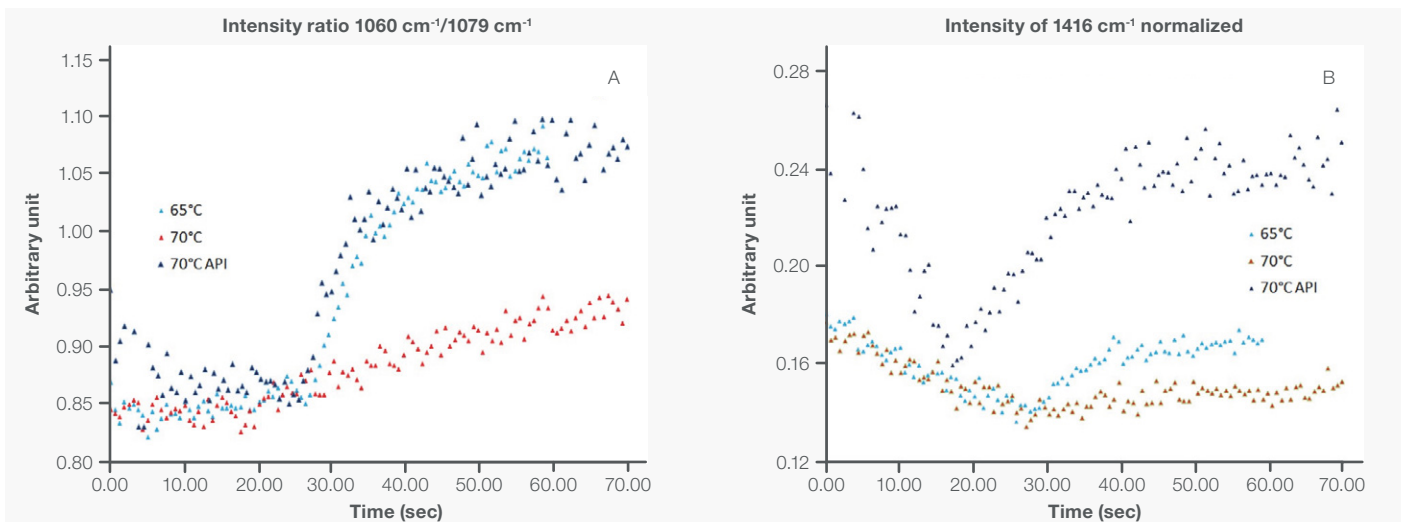 Intensity ratio 1060 cm⁻¹/1079 cm⁻¹
A
Arbitrary unit
1.15
1.10
1.05
1.00
0.95
0.90
0.85
0.80
65°C
70°C
70°C API
0.00 10.00 20.00 30.00 40.00 50.00 60.00 70.00
Time (sec)
Intensity of 1416 cm⁻¹ normalized
B
Arbitrary unit
0.28
0.24
0.20
0.16
0.12
65°C
70°C
70°C API
0.00 10.00 20.00 30.00 40.00 50.00 60.00 70.00
Time (sec)